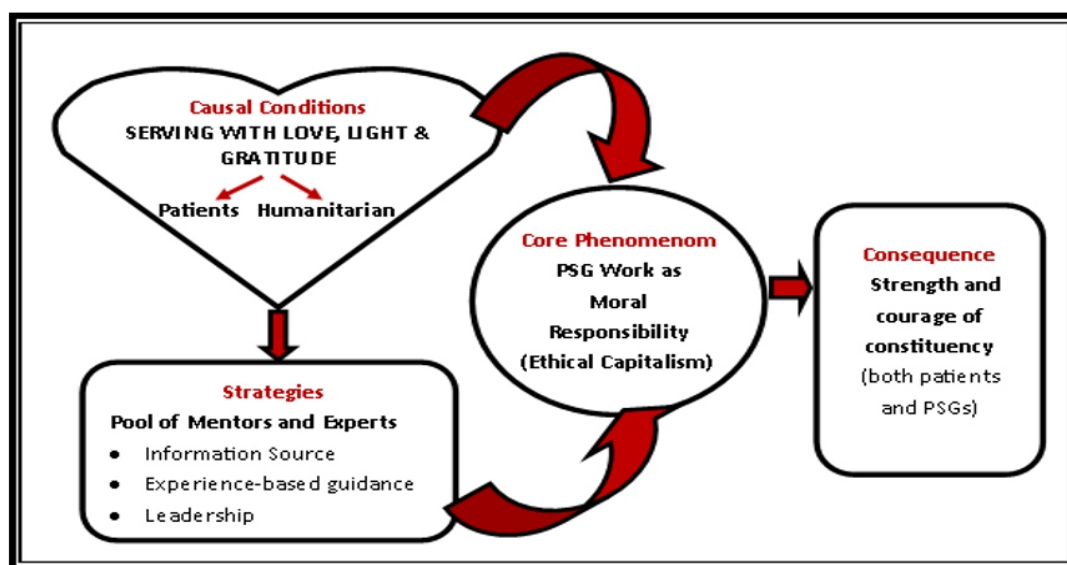 Causal Conditions
SERVING WITH LOVE, LIGHT &
GRATITUDE
Patients Humanitarian
Strategies
Pool of Mentors and Experts
● Information Source
● Experience-based guidance
● Leadership
Core Phenomenom
PSG Work as
Moral
Responsibility
(Ethical Capitalism)
Consequence
Strength and
courage of
constituency
(both patients
and PSGs)